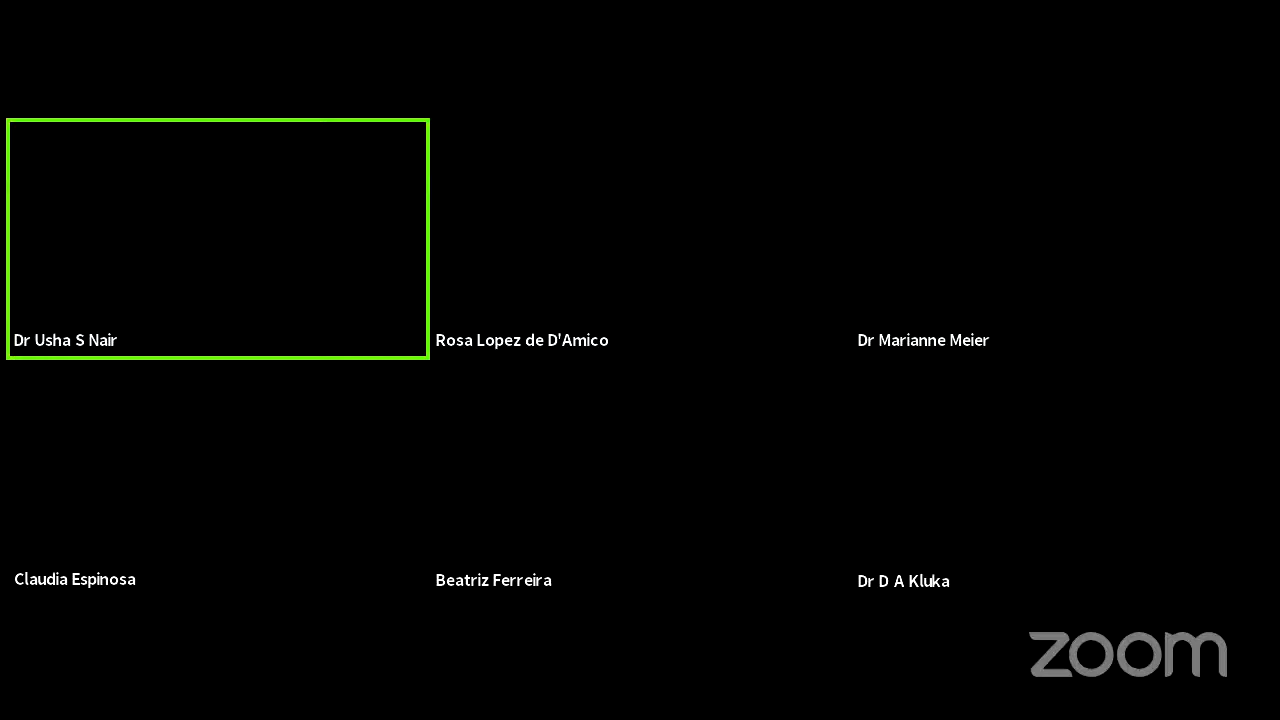 Dr Usha S Nair
Rosa Lopez de D'Amico
Dr Marianne Meier
Claudia Espinosa
Beatriz Ferreira
Dr D A Kluka
zoom